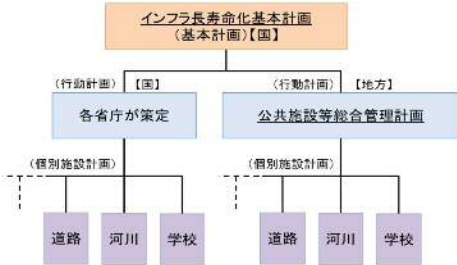 インフラ長寿命化基本計画
(基本計画)【国】
(行動計画) 【国】
(行動計画) 【地方】
各省庁が策定
公共施設等総合管理計画
(個別施設計画)
(個別施設計画)
道路
河川
学校
道路
河川
学校